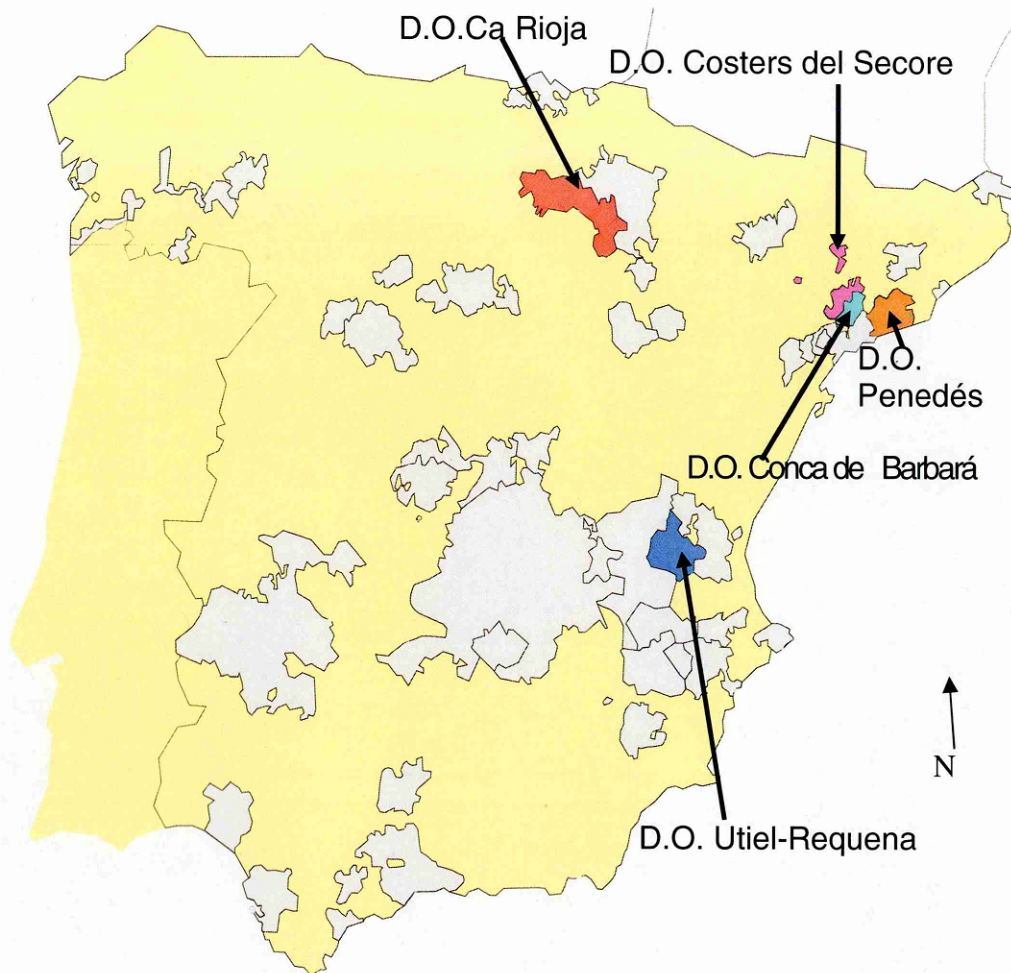 D.O.Ca Rioja
D.O. Costers del Secore
D.O.
Penedés
D.O. Conca de Barbará
N
D.O. Utiel-Requena